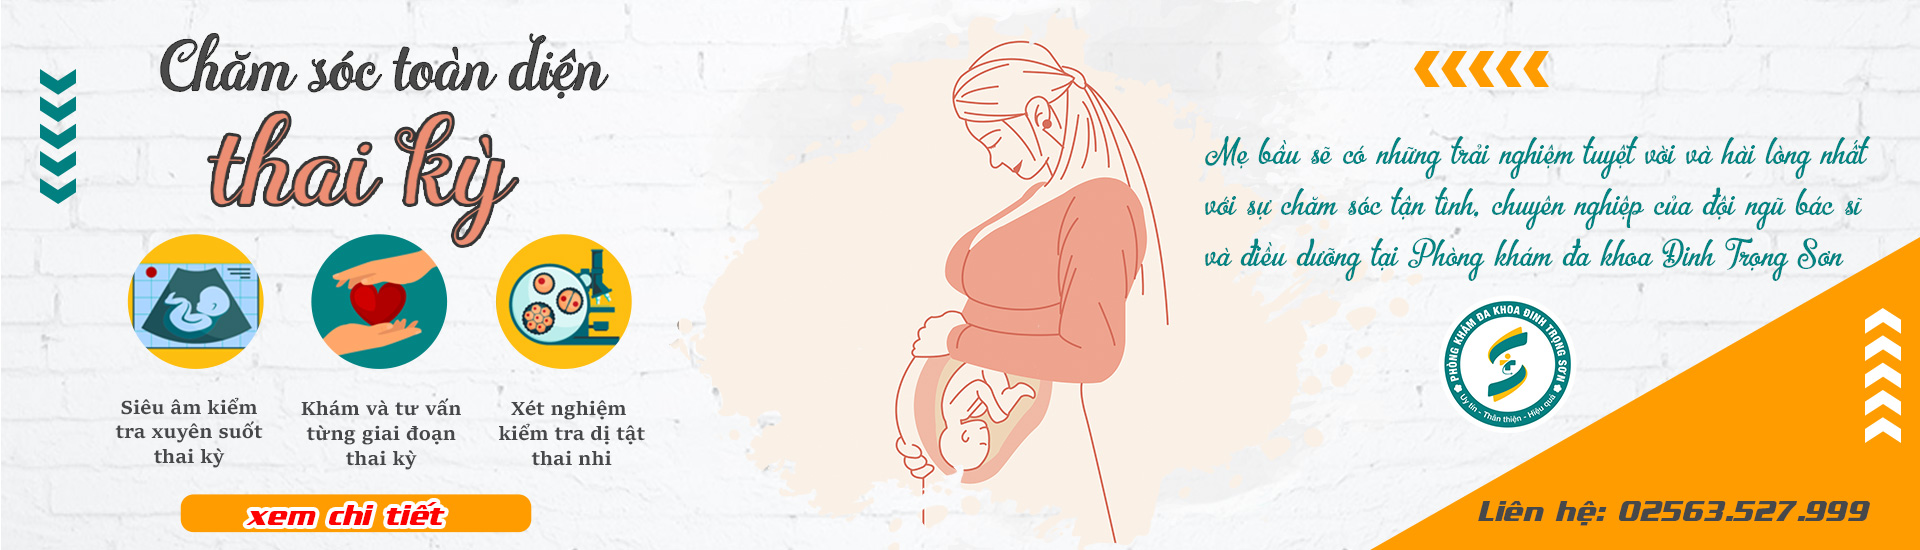 Chăm sóc toàn diện
thai kỳ
Siêu âm kiểm
tra xuyên suốt
thai kỳ
Khám và tư vấn
từng giai đoạn
thai kỳ
Xét nghiệm
kiểm tra dị tật
thai nhi
xem chi tiết
Mẹ bầu sẽ có những trải nghiệm tuyệt vời và hài lòng nhất
với sự chăm sóc tận tình, chuyên nghiệp của đội ngũ bác sĩ
và điều dưỡng tại Phòng khám đa khoa Đinh Trọng Sơn
PHÒNG KHÁM ĐA KHOA ĐINH TRỌNG SƠN
Uy tín - Thân thiện - Hiệu quả
Liên hệ: 02563.527.999